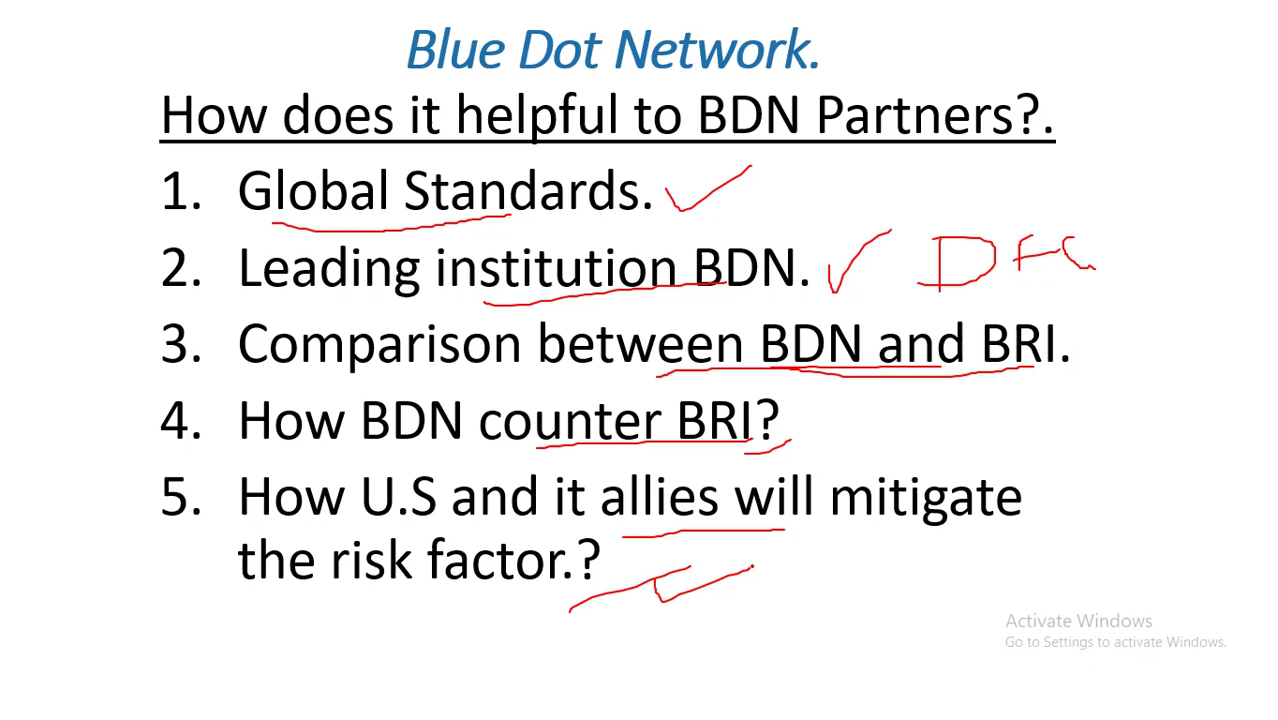 Blue Dot Network.
How does it helpful to BDN Partners?.
1. Global Standards.
2. Leading institution BDN. DFC
3. Comparison between BDN and BRI.
4. How BDN counter BRI?
5. How U.S and it allies will mitigate
the risk factor.?
Activate Windows
Go to Settings to activate Windows.